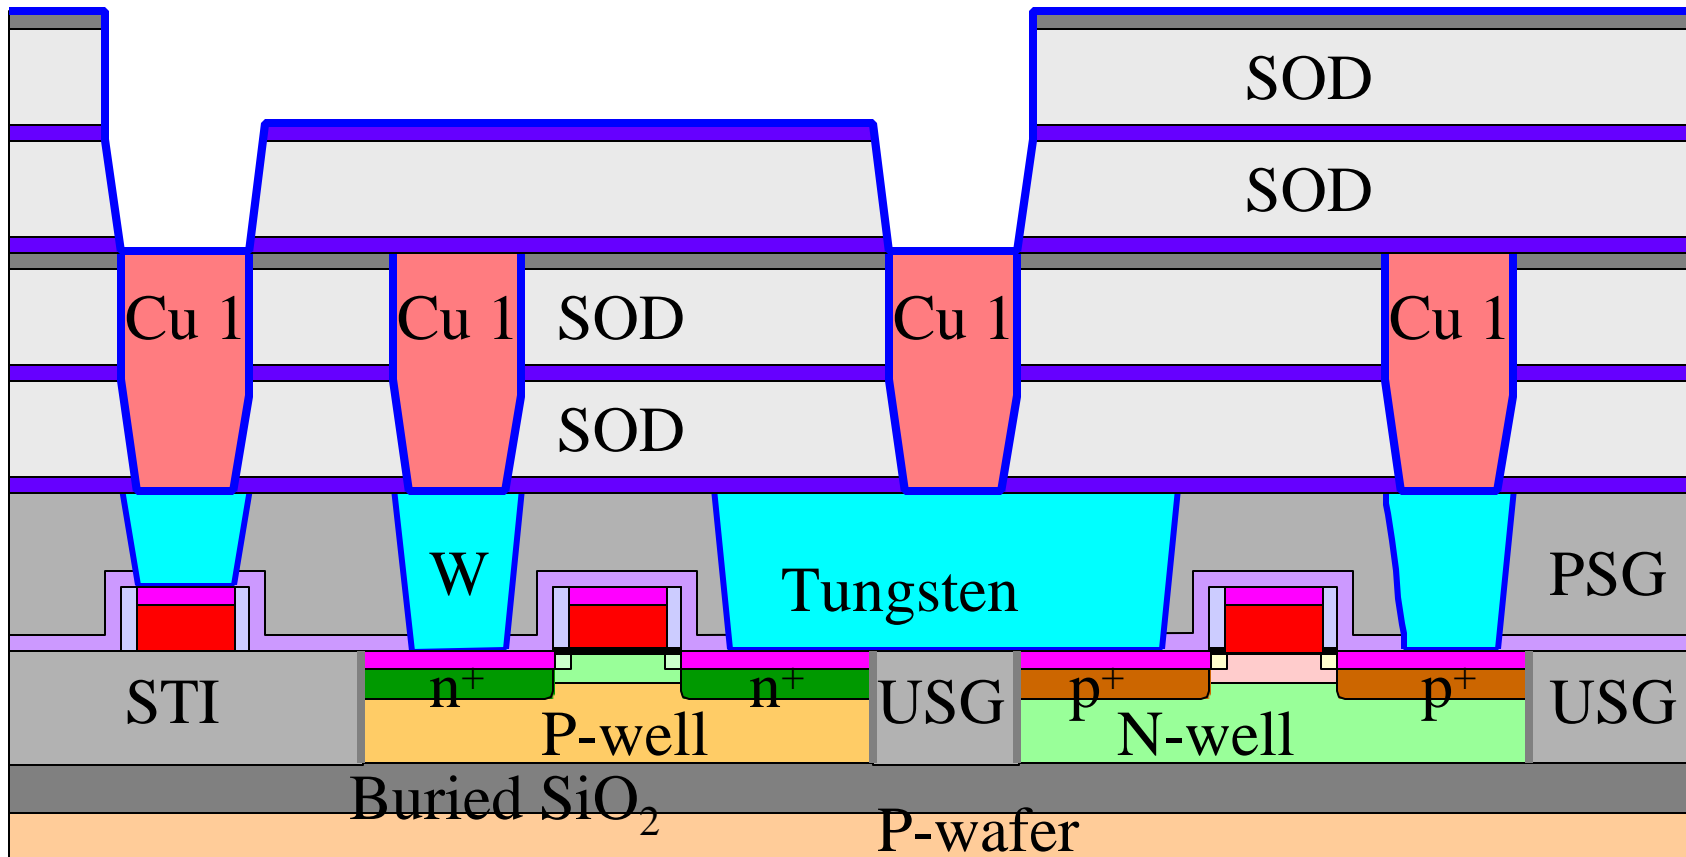 SOD
SOD
Cu 1 Cu 1 SOD Cu 1 Cu 1
SOD
W Tungsten PSG
STI n⁺ n⁺ USG p⁺ p⁺ USG
P-well N-well
Buried SiO₂
P-wafer